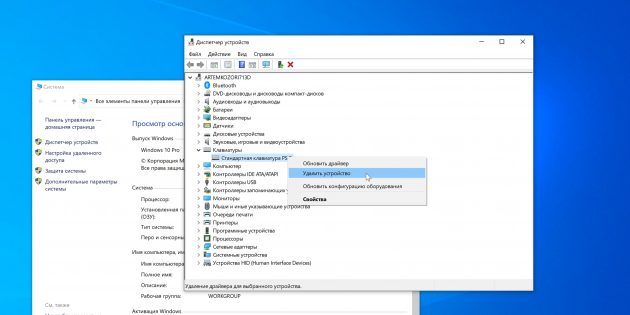 Диспетчер устройств
Файл Действие Вид Справка
ARTEMKOZORI713D
Bluetooth
DVD-дисководы и дисководы компакт-дисков
Аудиовходы и аудиовыходы
Батареи
Видеоадаптеры
Датчики
Дисковые устройства
Звуковые, игровые и видеоустройства
Клавиатуры
Стандартная клавиатура PS
Компьютер
Контроллеры IDE ATA/ATAPI
Контроллеры USB
Контроллеры запоминающих
Мониторы
Мыши и иные указывающие
Очереди печати
Принтеры
Программные устройства
Процессоры
Сетевые адаптеры
Системные устройства
Устройства HID (Human Interface Devices)
Удаление драйвера для выбранного устройства.
Обновить драйвер
Удалить устройство
Обновить конфигурацию оборудования
Свойства
Система
Все элементы панели управления
Панель управления —
домашняя страница
Диспетчер устройств
Настройка удаленного
доступа
Защита системы
Дополнительные параметры
системы
См. также
Просмотр основн
Выпуск Windows
Windows 10 Pro
© Корпорация М
Все права защищ
Система
Процессор:
Установленная па
(ОЗУ):
Тип системы:
Перо и сенсорны
Имя компьютера, им
Имя компьютера:
Полное имя:
Описание:
Рабочая группа: WORKGROUP
Активация Windows